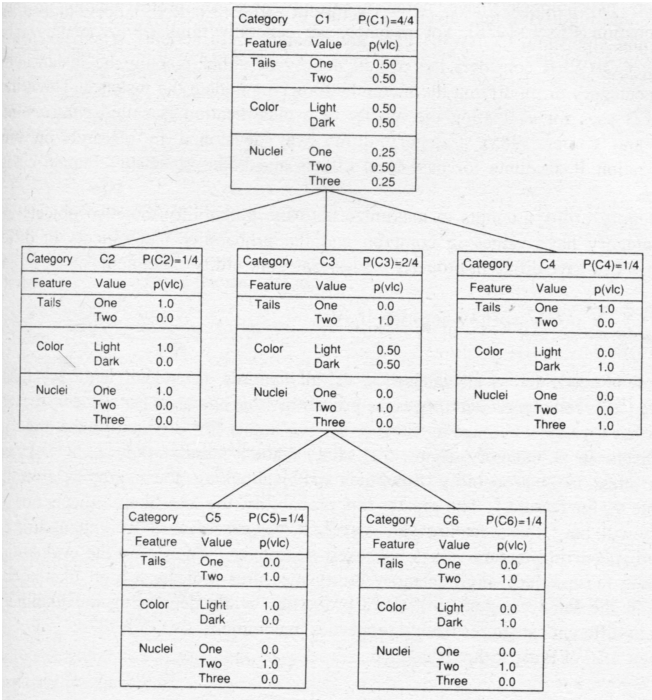 Category C1 P(C1)=4/4
Feature Value p(vlc)
Tails One 0.50
Two 0.50
Color Light 0.50
Dark 0.50
Nuclei One 0.25
Two 0.50
Three 0.25
Category C2 P(C2)=1/4
Feature Value p(vlc)
Tails One 1.0
Two 0.0
Color Light 1.0
Dark 0.0
Nuclei One 1.0
Two 0.0
Three 0.0
Category C3 P(C3)=2/4
Feature Value p(vlc)
Tails One 0.0
Two 1.0
Color Light 0.50
Dark 0.50
Nuclei One 0.0
Two 1.0
Three 0.0
Category C4 P(C4)=1/4
Feature Value p(vlc)
Tails One 1.0
Two 0.0
Color Light 0.0
Dark 1.0
Nuclei One 0.0
Two 0.0
Three 1.0
Category C5 P(C5)=1/4
Feature Value p(vlc)
Tails One 0.0
Two 1.0
Color Light 1.0
Dark 0.0
Nuclei One 0.0
Two 1.0
Three 0.0
Category C6 P(C6)=1/4
Feature Value p(vlc)
Tails One 0.0
Two 1.0
Color Light 0.0
Dark 1.0
Nuclei One 0.0
Two 1.0
Three 0.0